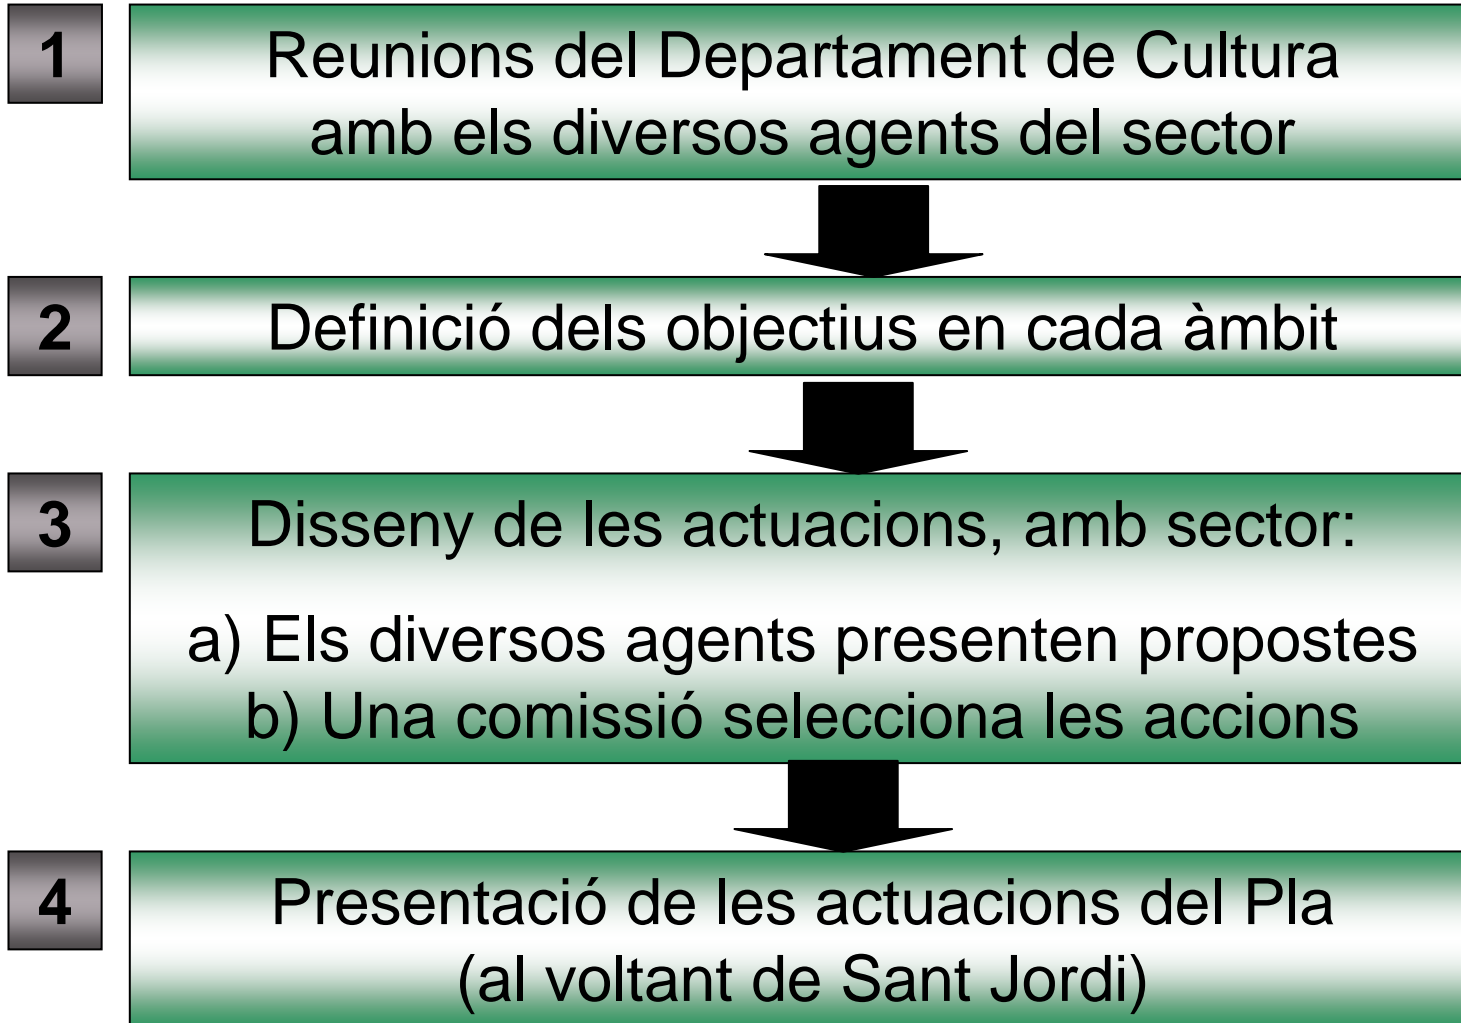 1
Reunions del Departament de Cultura
amb els diversos agents del sector
2
Definició dels objectius en cada àmbit
3
Disseny de les actuacions, amb sector:
a) Els diversos agents presenten propostes
b) Una comissió selecciona les accions
4
Presentació de les actuacions del Pla
(al voltant de Sant Jordi)